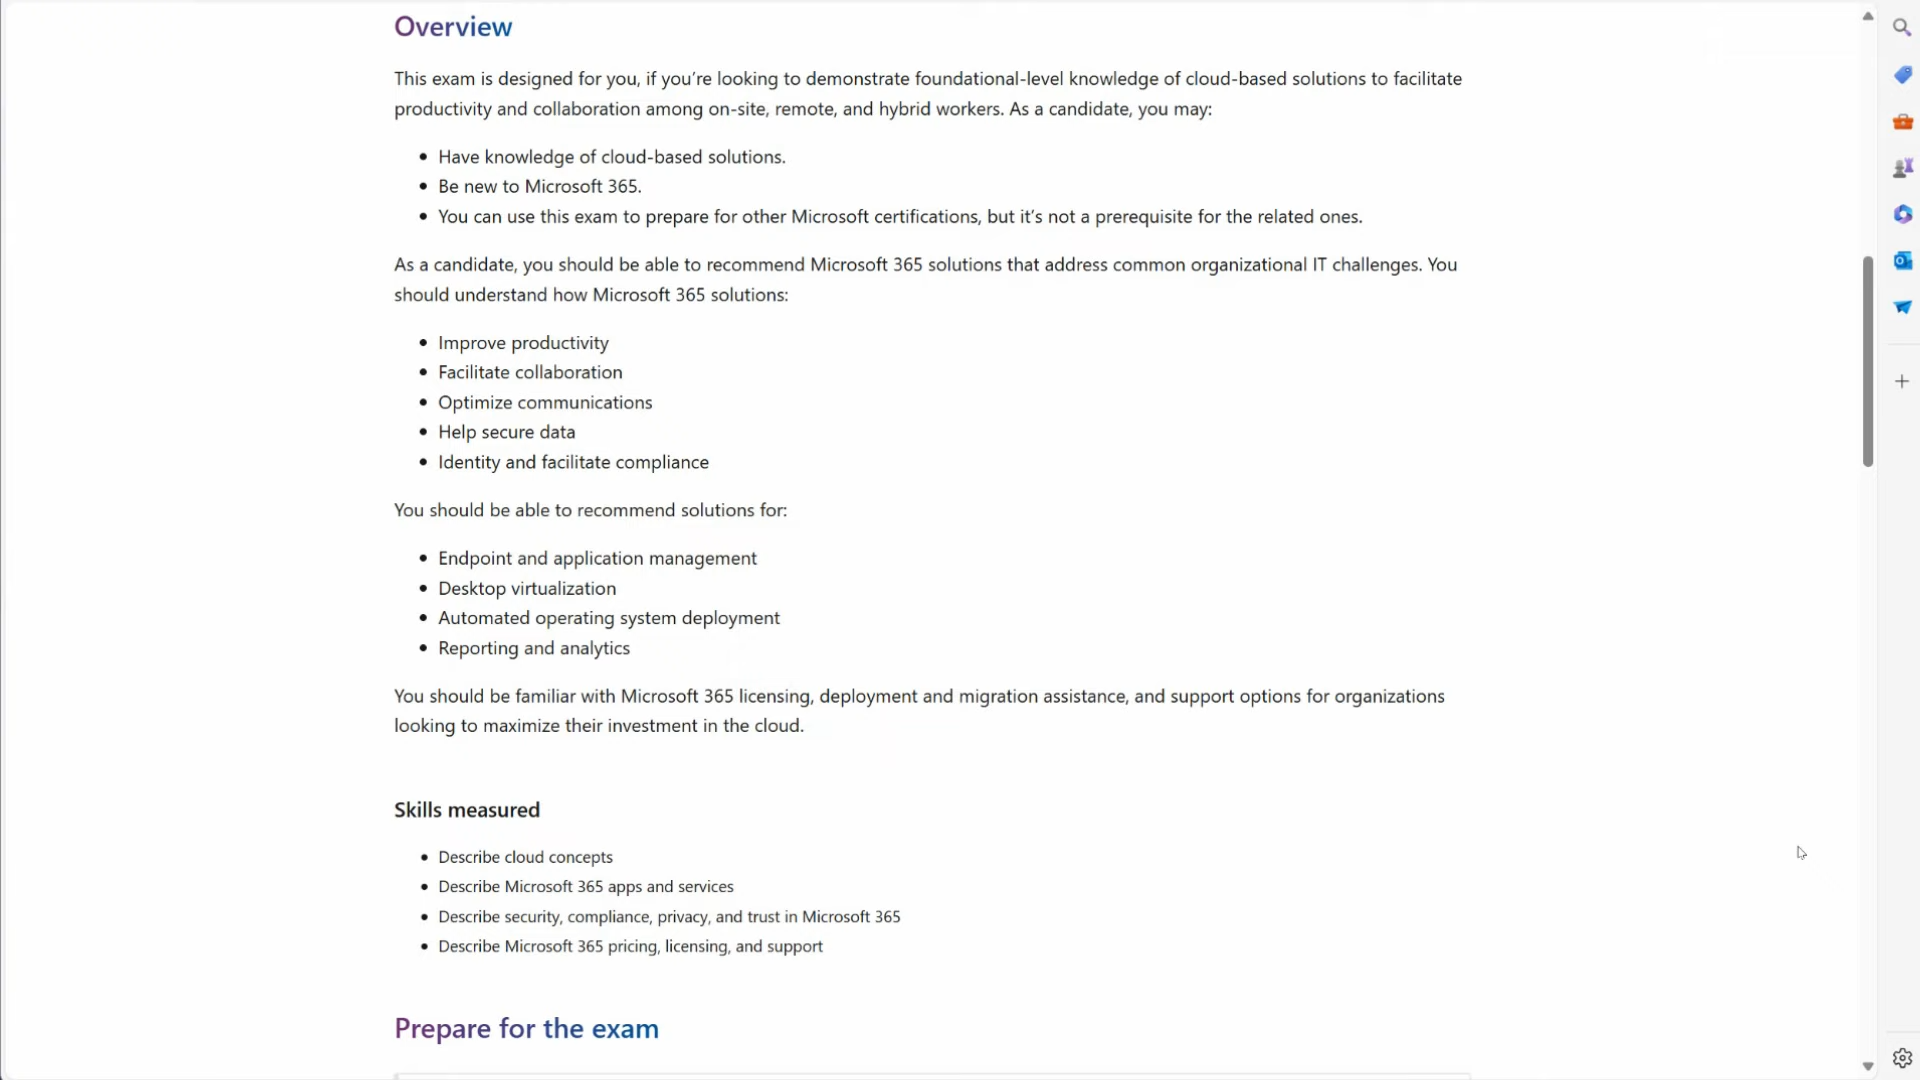 Overview
This exam is designed for you, if you’re looking to demonstrate foundational-level knowledge of cloud-based solutions to facilitate
productivity and collaboration among on-site, remote, and hybrid workers. As a candidate, you may:
• Have knowledge of cloud-based solutions.
• Be new to Microsoft 365.
• You can use this exam to prepare for other Microsoft certifications, but it’s not a prerequisite for the related ones.
As a candidate, you should be able to recommend Microsoft 365 solutions that address common organizational IT challenges. You
should understand how Microsoft 365 solutions:
• Improve productivity
• Facilitate collaboration
• Optimize communications
• Help secure data
• Identity and facilitate compliance
You should be able to recommend solutions for:
• Endpoint and application management
• Desktop virtualization
• Automated operating system deployment
• Reporting and analytics
You should be familiar with Microsoft 365 licensing, deployment and migration assistance, and support options for organizations
looking to maximize their investment in the cloud.
Skills measured
• Describe cloud concepts
• Describe Microsoft 365 apps and services
• Describe security, compliance, privacy, and trust in Microsoft 365
• Describe Microsoft 365 pricing, licensing, and support
Prepare for the exam